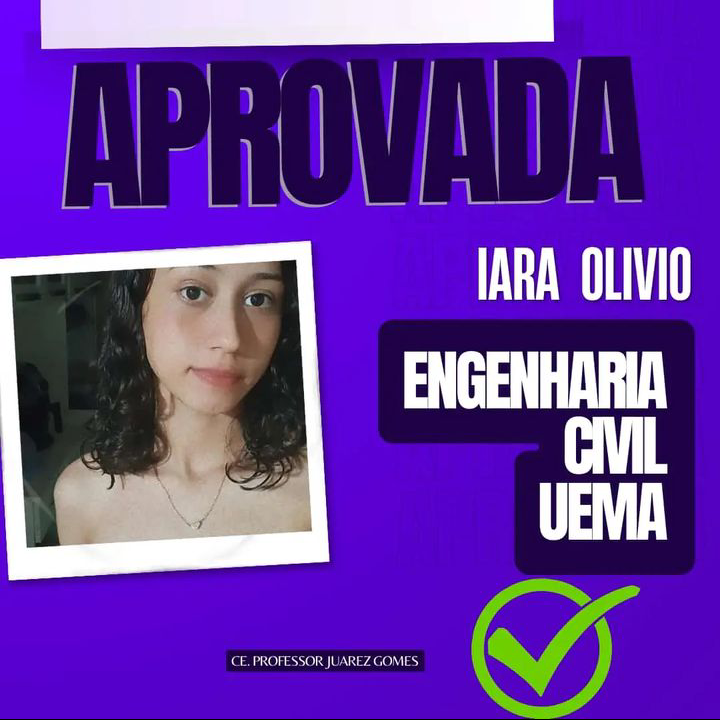 APROVADA
IARA OLIVIO
ENGENHARIA
CIVIL
UEMA
CE. PROFESSOR JUAREZ GOMES